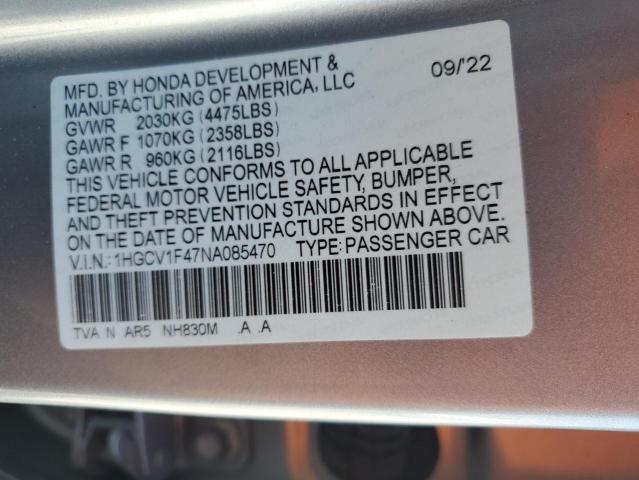 MFD. BY HONDA DEVELOPMENT & 09/'22
MANUFACTURING OF AMERICA, LLC
GVWR 2030KG (4475LBS)
GAWR F 1070KG (2358LBS)
GAWR R 960KG (2116LBS)
THIS VEHICLE CONFORMS TO ALL APPLICABLE
FEDERAL MOTOR VEHICLE SAFETY, BUMPER,
AND THEFT PREVENTION STANDARDS IN EFFECT
ON THE DATE OF MANUFACTURE SHOWN ABOVE.
V.I.N.: 1HGCV1F47NA085470 TYPE: PASSENGER CAR
TVA N AR5 NH830M .A .A